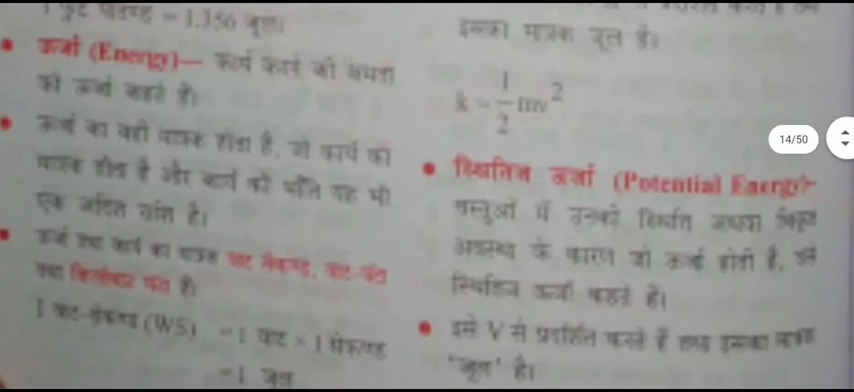 1 फुट पाउण्ड = 1.356 जूल।
ऊर्जा (Energy)— कार्य करने की क्षमता
को ऊर्जा कहते हैं।
ऊर्जा का वही मात्रक होता है, जो कार्य का
मात्रक होता है और कार्य की भाँति यह भी
एक अदिश राशि है।
ऊर्जा तथा कार्य का मात्रक वाट सेकण्ड, वाट-घंटा
तथा किलोवाट घंटा है।
1 वाट-सेकण्ड (WS) = 1 वाट × 1 सेकण्ड
= 1 जूल
इसका मात्रक जूल है।
k = 1/2 mv²
स्थितिज ऊर्जा (Potential Energy)-
वस्तुओं में उनकी स्थिति अथवा विकृत
अवस्था के कारण जो ऊर्जा होती है, उसे
स्थितिज ऊर्जा कहते हैं।
इसे V से प्रदर्शित करते हैं तथा इसका मात्रक
'जूल' है।
14/50